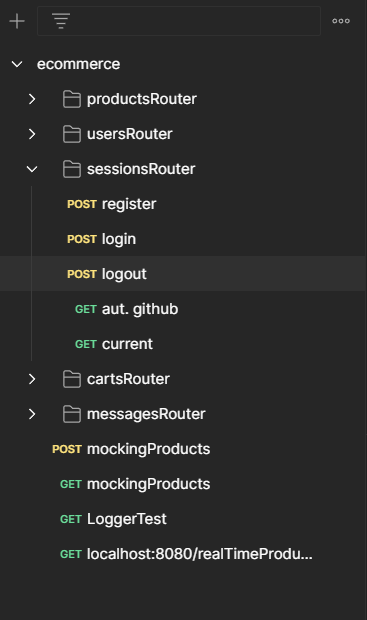 ecommerce
productsRouter
usersRouter
sessionsRouter
POST register
POST login
POST logout
GET aut. github
GET current
cartsRouter
messagesRouter
POST mockingProducts
GET mockingProducts
GET LoggerTest
GET localhost:8080/realTimeProdu...